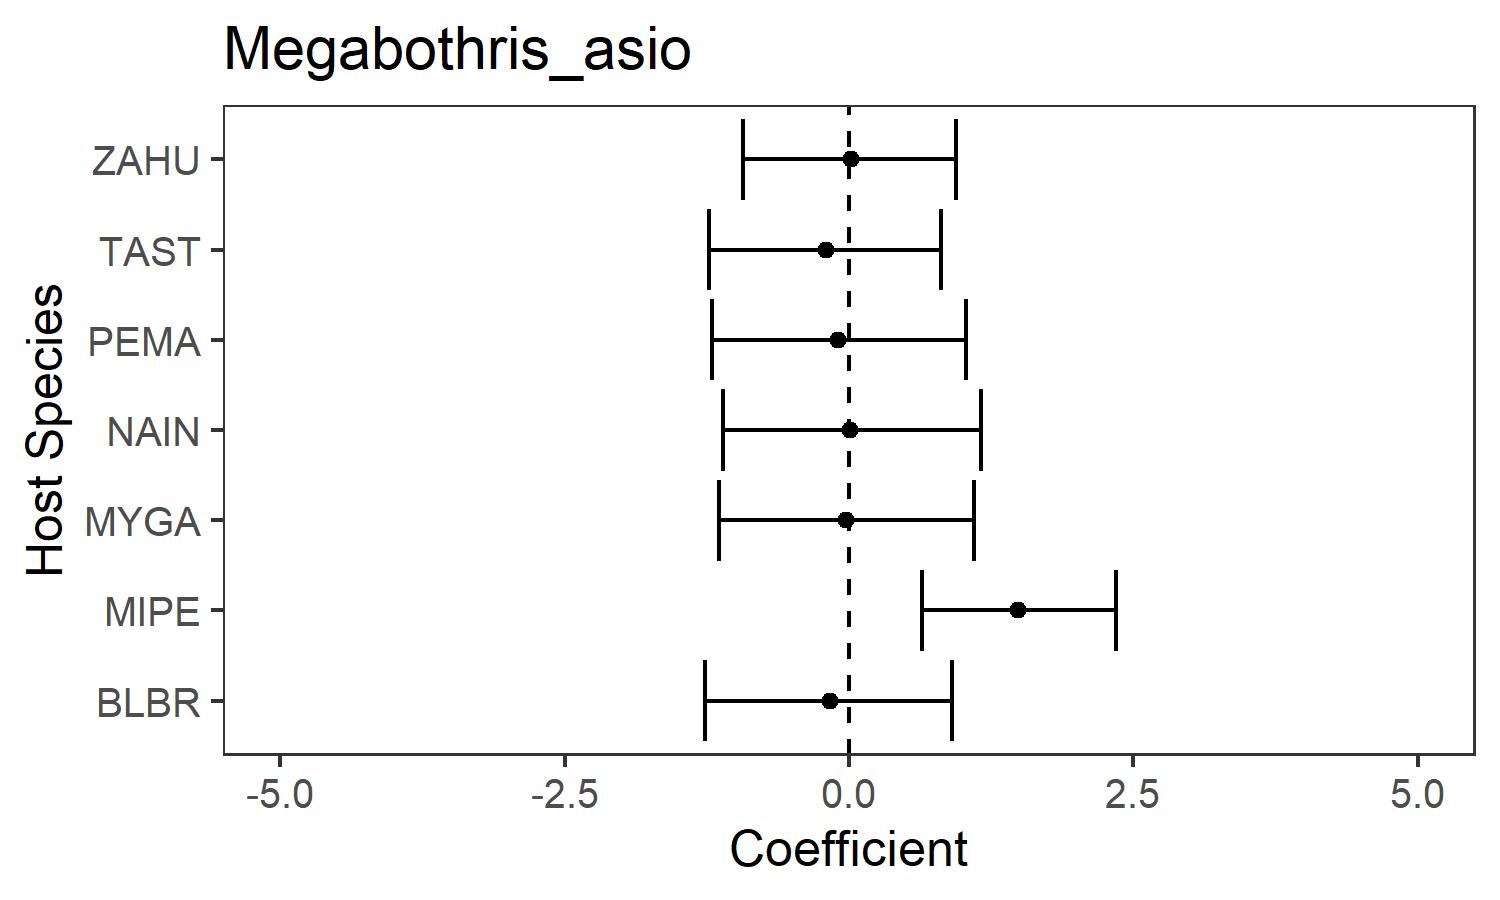 Megabothris_asio
Host Species
ZAHU
TAST
PEMA
NAIN
MYGA
MIPE
BLBR
-5.0 -2.5 0.0 2.5 5.0
Coefficient